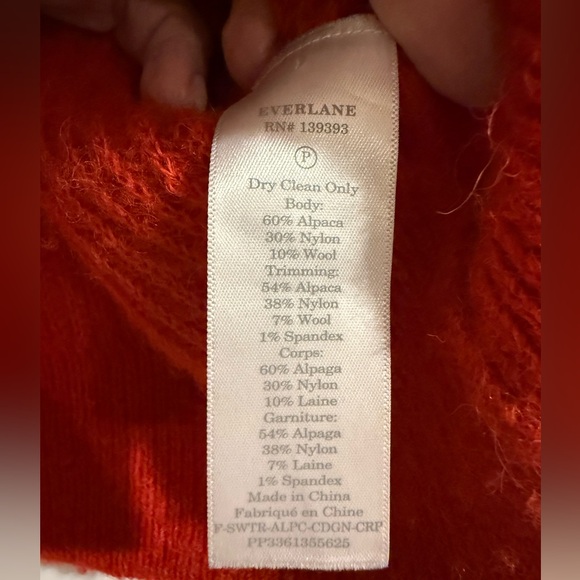 EVERLANE
RN# 139393
P
Dry Clean Only
Body:
60% Alpaca
30% Nylon
10% Wool
Trimming:
54% Alpaca
38% Nylon
7% Wool
1% Spandex
Corps:
60% Alpaga
30% Nylon
10% Laine
Garniture:
54% Alpaga
38% Nylon
7% Laine
1% Spandex
Made in China
Fabriqué en Chine
F-SWTR-ALPC-CDGN-CRP
PP3361355625